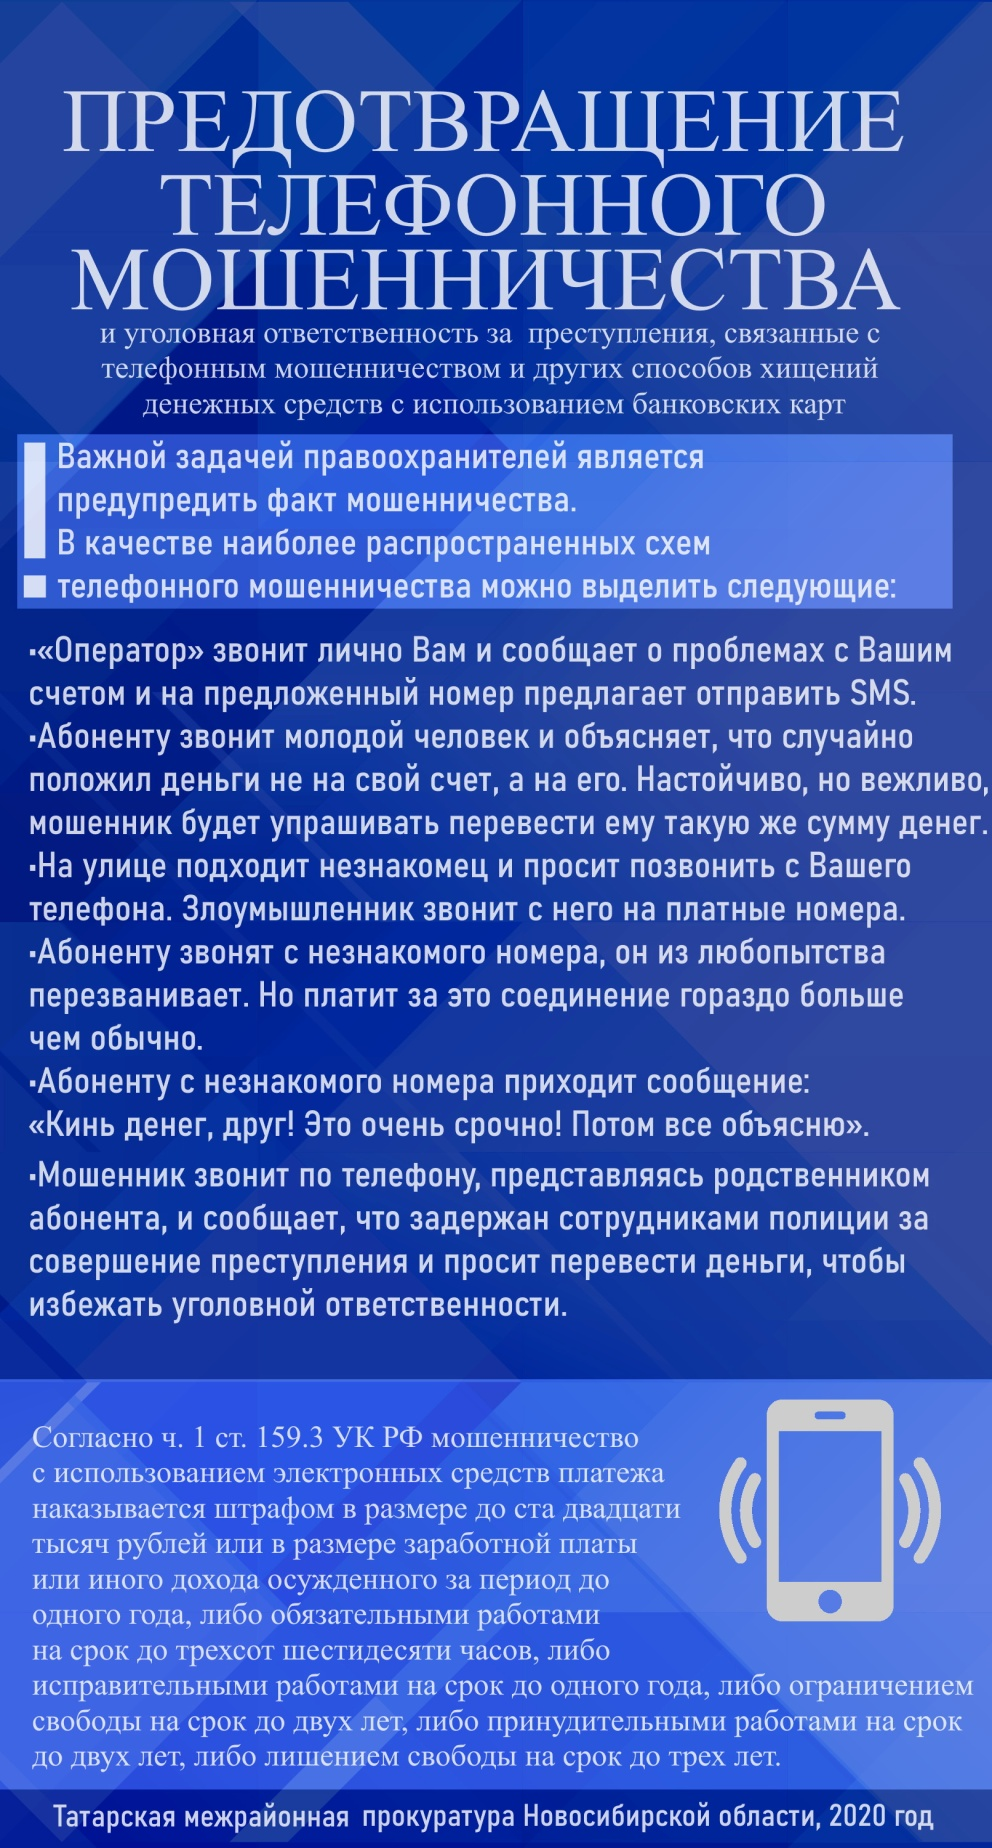 ПРЕДОТВРАЩЕНИЕ
ТЕЛЕФОННОГО
МОШЕННИЧЕСТВА
и уголовная ответственность за преступления, связанные с
телефонным мошенничеством и других способов хищений
денежных средств с использованием банковских карт
Важной задачей правоохранителей является
предупредить факт мошенничества.
В качестве наиболее распространенных схем
телефонного мошенничества можно выделить следующие:
·«Оператор» звонит лично Вам и сообщает о проблемах с Вашим
счетом и на предложенный номер предлагает отправить SMS.
·Абоненту звонит молодой человек и объясняет, что случайно
положил деньги не на свой счет, а на его. Настойчиво, но вежливо,
мошенник будет упрашивать перевести ему такую же сумму денег.
·На улице подходит незнакомец и просит позвонить с Вашего
телефона. Злоумышленник звонит с него на платные номера.
·Абоненту звонят с незнакомого номера, он из любопытства
перезванивает. Но платит за это соединение гораздо больше
чем обычно.
·Абоненту с незнакомого номера приходит сообщение:
«Кинь денег, друг! Это очень срочно! Потом все объясню».
·Мошенник звонит по телефону, представляясь родственником
абонента, и сообщает, что задержан сотрудниками полиции за
совершение преступления и просит перевести деньги, чтобы
избежать уголовной ответственности.
Согласно ч. 1 ст. 159.3 УК РФ мошенничество
с использованием электронных средств платежа
наказывается штрафом в размере до ста двадцати
тысяч рублей или в размере заработной платы
или иного дохода осужденного за период до
одного года, либо обязательными работами
на срок до трехсот шестидесяти часов, либо
исправительными работами на срок до одного года, либо ограничением
свободы на срок до двух лет, либо принудительными работами на срок
до двух лет, либо лишением свободы на срок до трех лет.
Татарская межрайонная прокуратура Новосибирской области, 2020 год